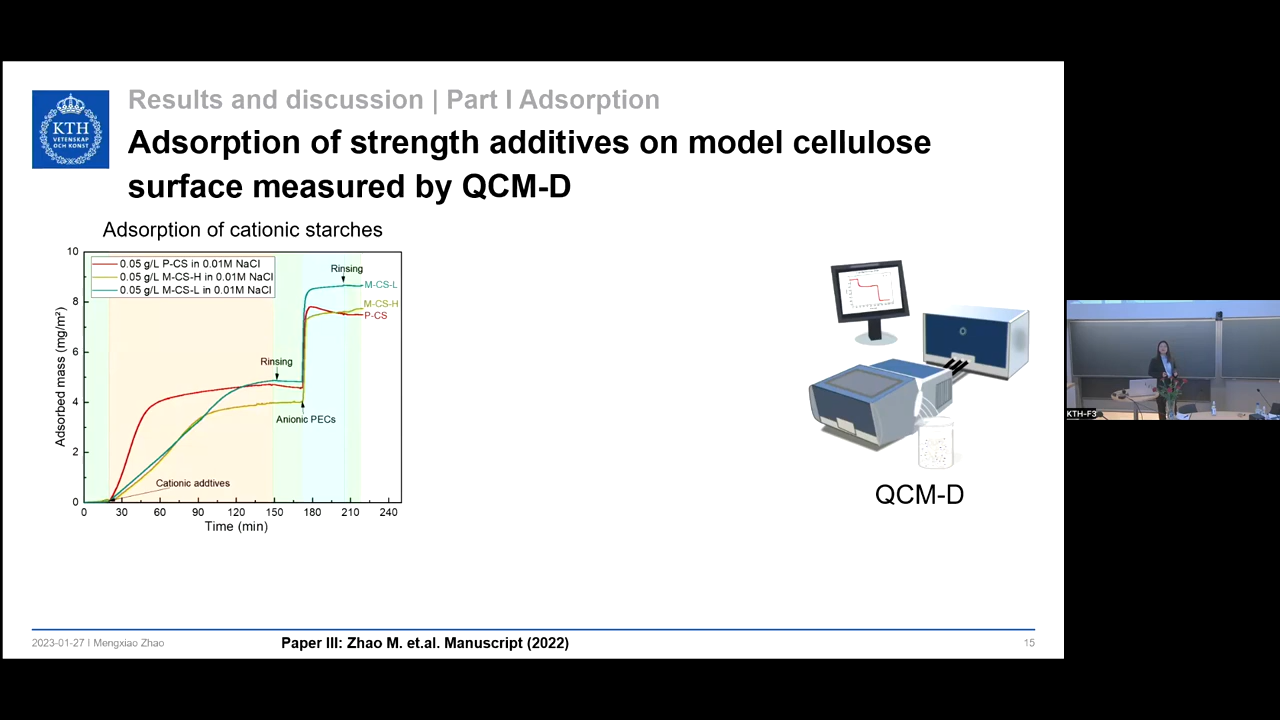 Results and discussion | Part I Adsorption
KTH
VETENSKAP
OCH KONST
Adsorption of strength additives on model cellulose
surface measured by QCM-D
Adsorption of cationic starches
10
8
6
4
2
0
Adsorbed mass (mg/m²)
0.05 g/L P-CS in 0.01M NaCl
0.05 g/L M-CS-H in 0.01M NaCl
0.05 g/L M-CS-L in 0.01M NaCl
Rinsing
M-CS-L
M-CS-H
P-CS
Rinsing
Anionic PECs
Cationic addtives
0 30 60 90 120 150 180 210 240
Time (min)
QCM-D
KTH-F3
2023-01-27 I Mengxiao Zhao
Paper III: Zhao M. et.al. Manuscript (2022)
15